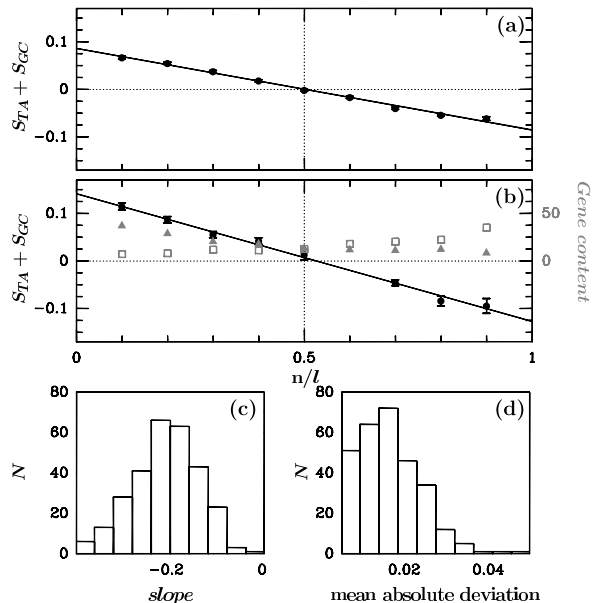 (a)
0.1
0
−0.1
S_TA + S_GC
(b)
0.1
0
−0.1
S_TA + S_GC
50
0
Gene content
0
0.5
1
n/l
(c)
80
60
40
20
0
N
−0.2
0
slope
(d)
80
60
40
20
0
N
0.02
0.04
mean absolute deviation